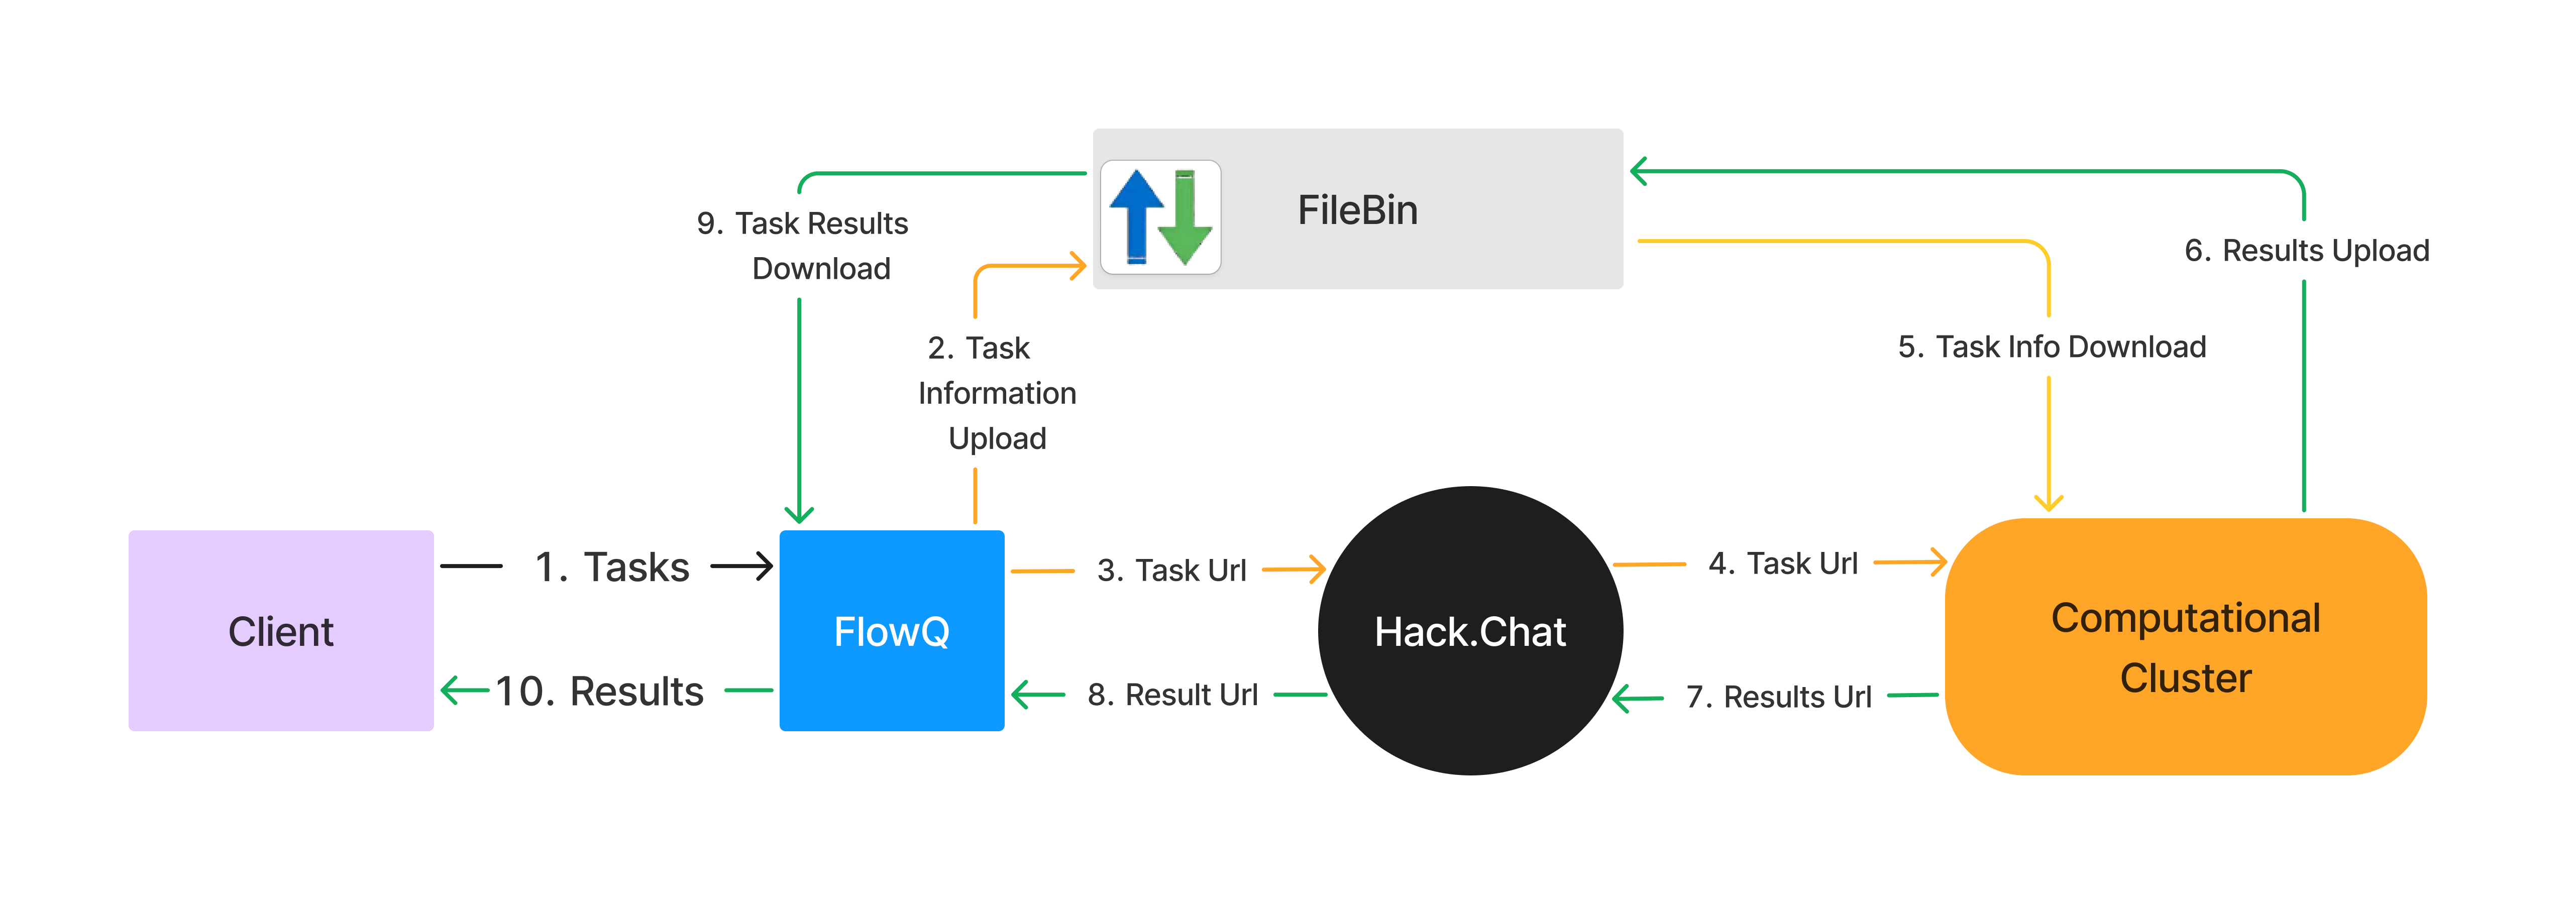 FileBin
9. Task Results
Download
6. Results Upload
2. Task
Information
Upload
5. Task Info Download
1. Tasks
3. Task Url
4. Task Url
Client
FlowQ
Hack.Chat
Computational
Cluster
10. Results
8. Result Url
7. Results Url